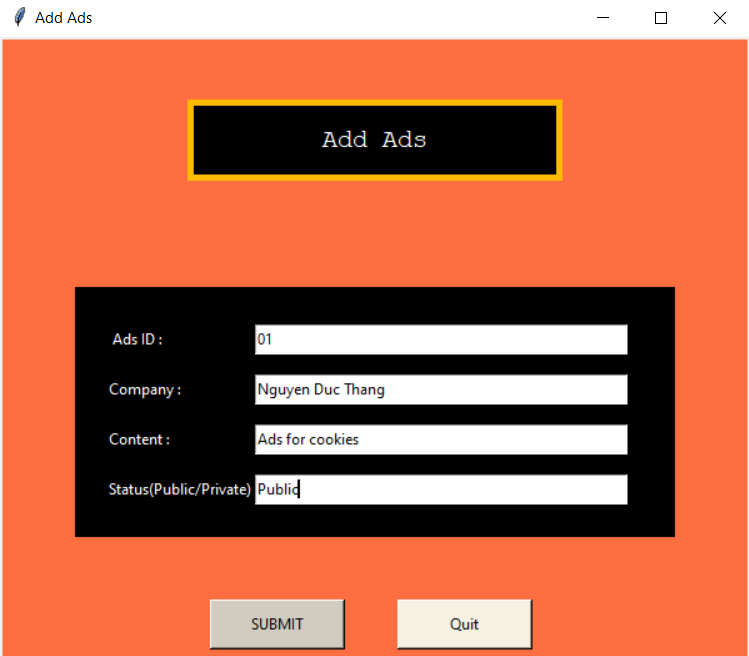 Add Ads
Add Ads
Ads ID : 01
Company : Nguyen Duc Thang
Content : Ads for cookies
Status(Public/Private) Public
SUBMIT Quit